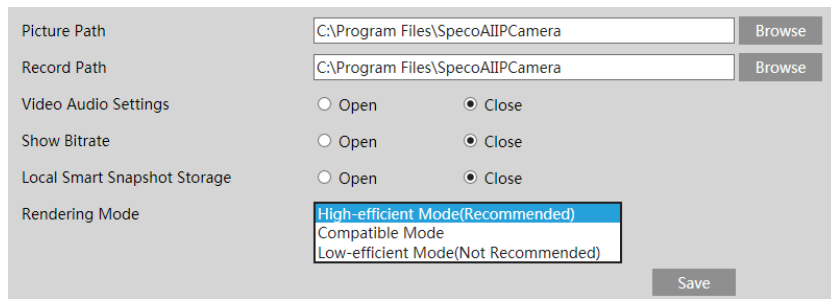 Picture Path C:\Program Files\SpecoAIIPCamera Browse
Record Path C:\Program Files\SpecoAIIPCamera Browse
Video Audio Settings Open Close
Show Bitrate Open Close
Local Smart Snapshot Storage Open Close
Rendering Mode High-efficient Mode(Recommended)
Compatible Mode
Low-efficient Mode(Not Recommended)
Save